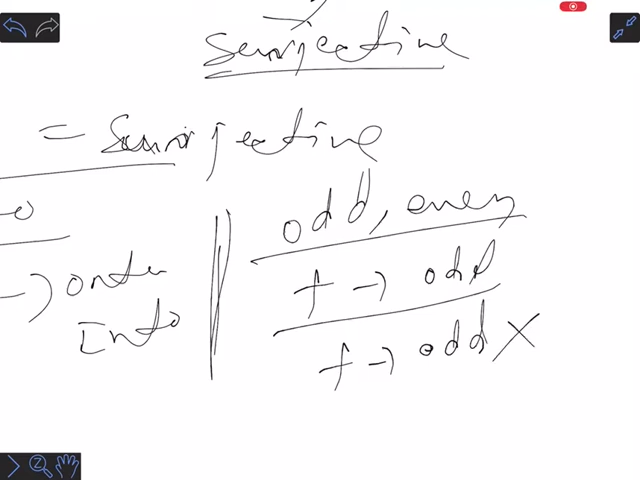 surjective
= surjective
odd, even
→ onto
f → odd
Into
f → odd X